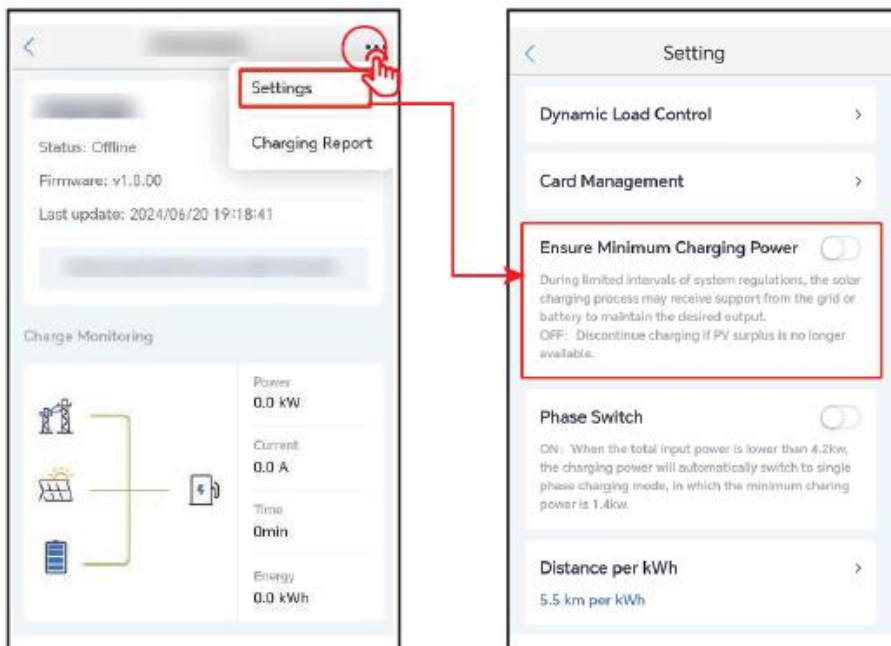 Settings
Charging Report
Status: Offline
Firmware: v1.0.00
Last update: 2024/06/20 19:18:41
Charge Monitoring
Power
0.0 kW
Current
0.0 A
Time
0min
Energy
0.0 kWh
Setting
Dynamic Load Control
Card Management
Ensure Minimum Charging Power
During limited intervals of system regulations, the solar
charging process may receive support from the grid or
battery to maintain the desired output.
OFF: Discontinue charging if PV surplus is no longer
available.
Phase Switch
ON: When the total input power is lower than 4.2kw,
the charging power will automatically switch to single
phase charging mode, in which the minimum charing
power is 1.4kw.
Distance per kWh
5.5 km per kWh